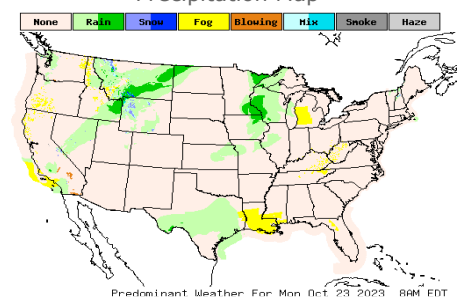 Precipitation Map
None Rain Snow Fog Blowing Mix Smoke Haze
Predominant Weather For Mon Oct 23 2023 8AM EDT